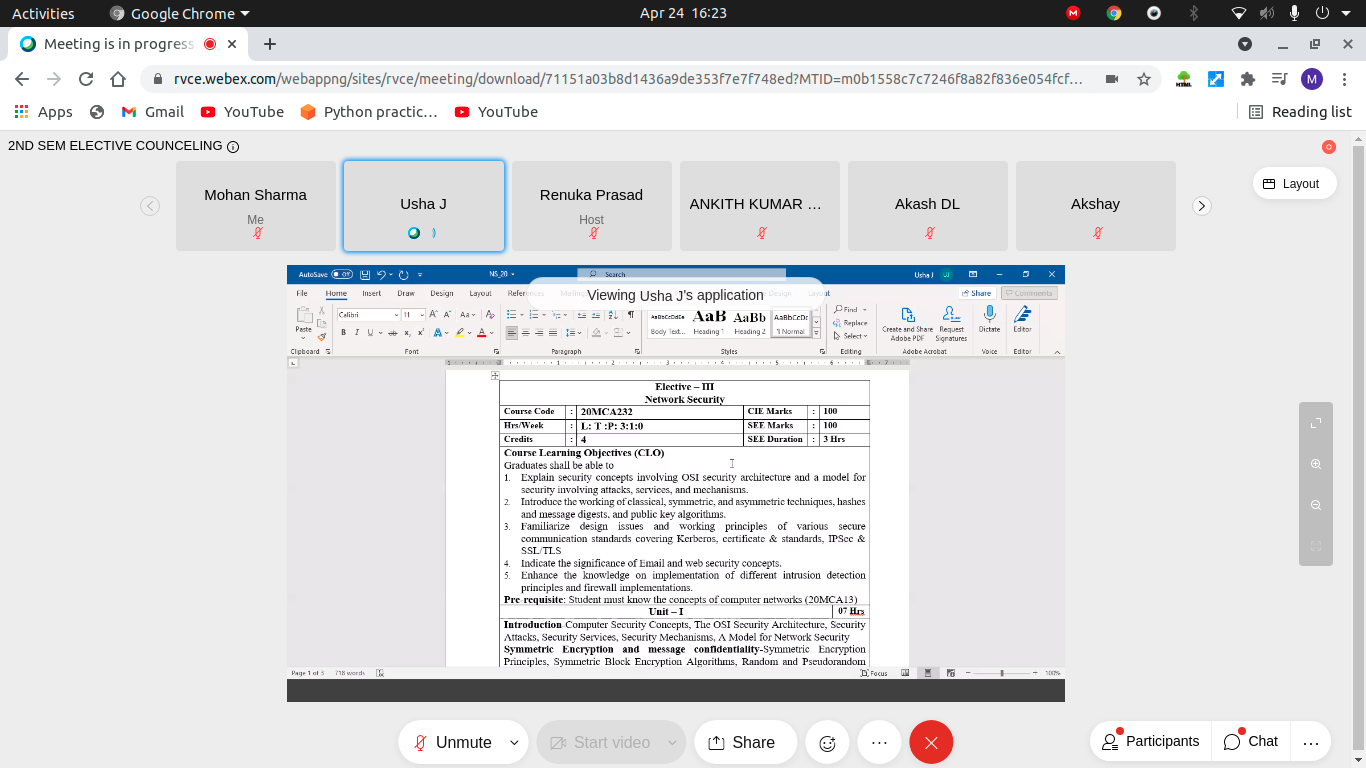 Activities
Google Chrome
Apr 24 16:23
Meeting is in progress
rvce.webex.com/webappng/sites/rvce/meeting/download/71151a03b8d1436a9de353f7e7f748ed?MTID=m0b1558c7c7246f8a82f836e054fcf…
M
Apps
Gmail
YouTube
Python practic…
YouTube
Reading list
2ND SEM ELECTIVE COUNCELING
Mohan Sharma
Me
Usha J
Renuka Prasad
Host
ANKITH KUMAR …
Akash DL
Akshay
Layout
AutoSave Off
NS_20
Search
Usha J
UJ
Viewing Usha J's application
File Home Insert Draw Design Layout
Share
Comments
Paste
Calibri
11
Aa
AaBbCcDdEe
Body Text...
AaB
Heading 1
AaBb
Heading 2
AaBbCcDc
¶ Normal
Find
Replace
Select
Create and Share
Adobe PDF
Request
Signatures
Dictate
Editor
Clipboard
Font
Paragraph
Styles
Editing
Adobe Acrobat
Voice
Editor
Elective – III
Network Security
Course Code : 20MCA232 CIE Marks : 100
Hrs/Week : L: T :P: 3:1:0 SEE Marks : 100
Credits : 4 SEE Duration : 3 Hrs
Course Learning Objectives (CLO)
Graduates shall be able to
1. Explain security concepts involving OSI security architecture and a model for
security involving attacks, services, and mechanisms.
2. Introduce the working of classical, symmetric, and asymmetric techniques, hashes
and message digests, and public key algorithms.
3. Familiarize design issues and working principles of various secure
communication standards covering Kerberos, certificate & standards, IPSec &
SSL/TLS
4. Indicate the significance of Email and web security concepts.
5. Enhance the knowledge on implementation of different intrusion detection
principles and firewall implementations.
Pre-requisite: Student must know the concepts of computer networks (20MCA13)
Unit – I 07 Hrs
Introduction-Computer Security Concepts, The OSI Security Architecture, Security
Attacks, Security Services, Security Mechanisms, A Model for Network Security
Symmetric Encryption and message confidentiality-Symmetric Encryption
Principles, Symmetric Block Encryption Algorithms, Random and Pseudorandom
Page 1 of 3 718 words
Focus
100%
Unmute
Start video
Share
Participants
Chat